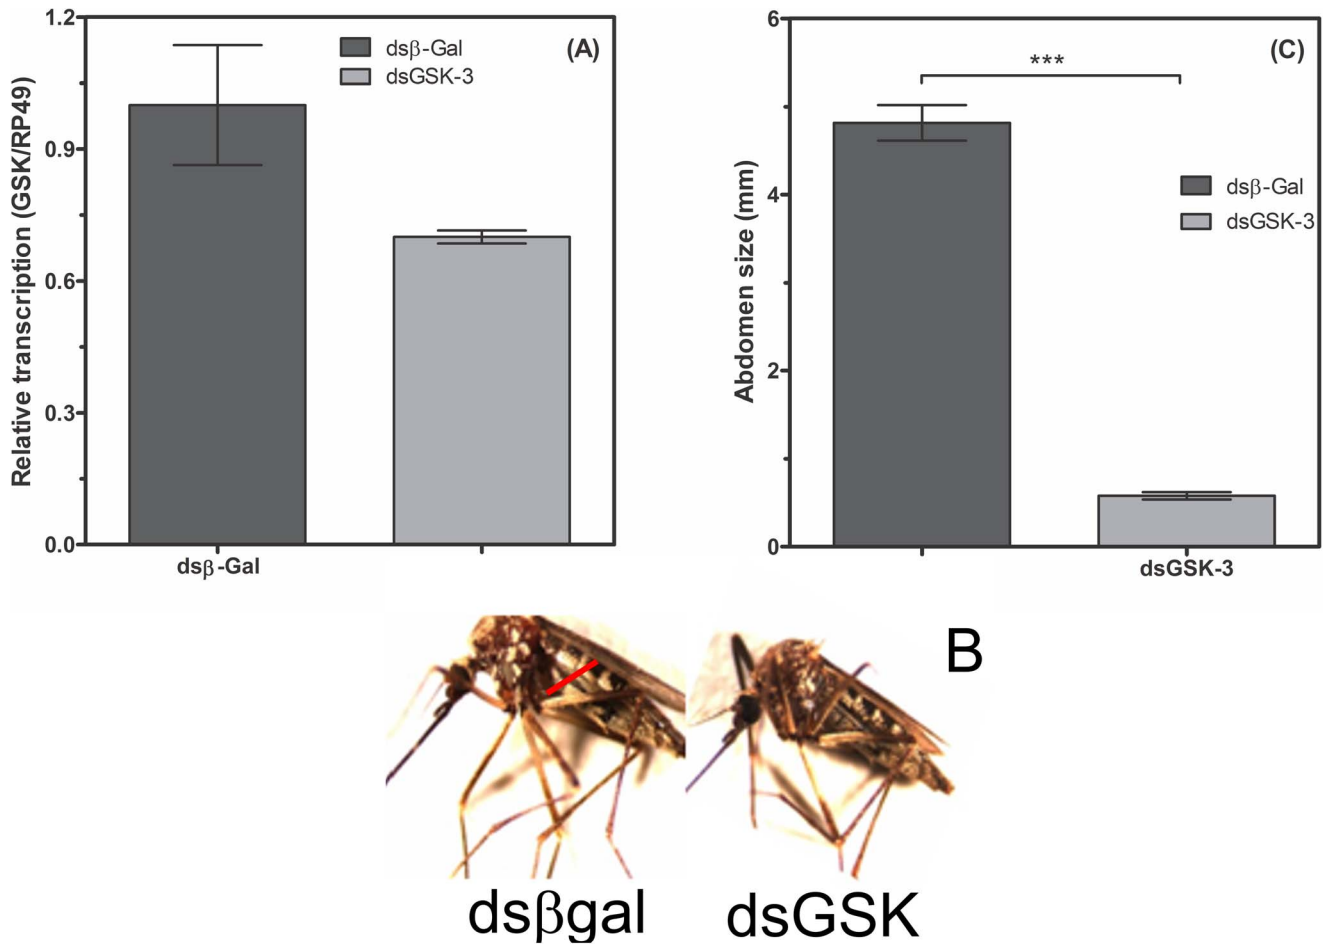 1.2
0.9
0.6
0.3
0.0
Relative transcription (GSK/RP49)
dsβ-Gal
dsGSK-3
(A)
dsβ-Gal
6
4
2
0
Abdomen size (mm)
(C)
***
dsβ-Gal
dsGSK-3
dsGSK-3
B
dsβgal
dsGSK